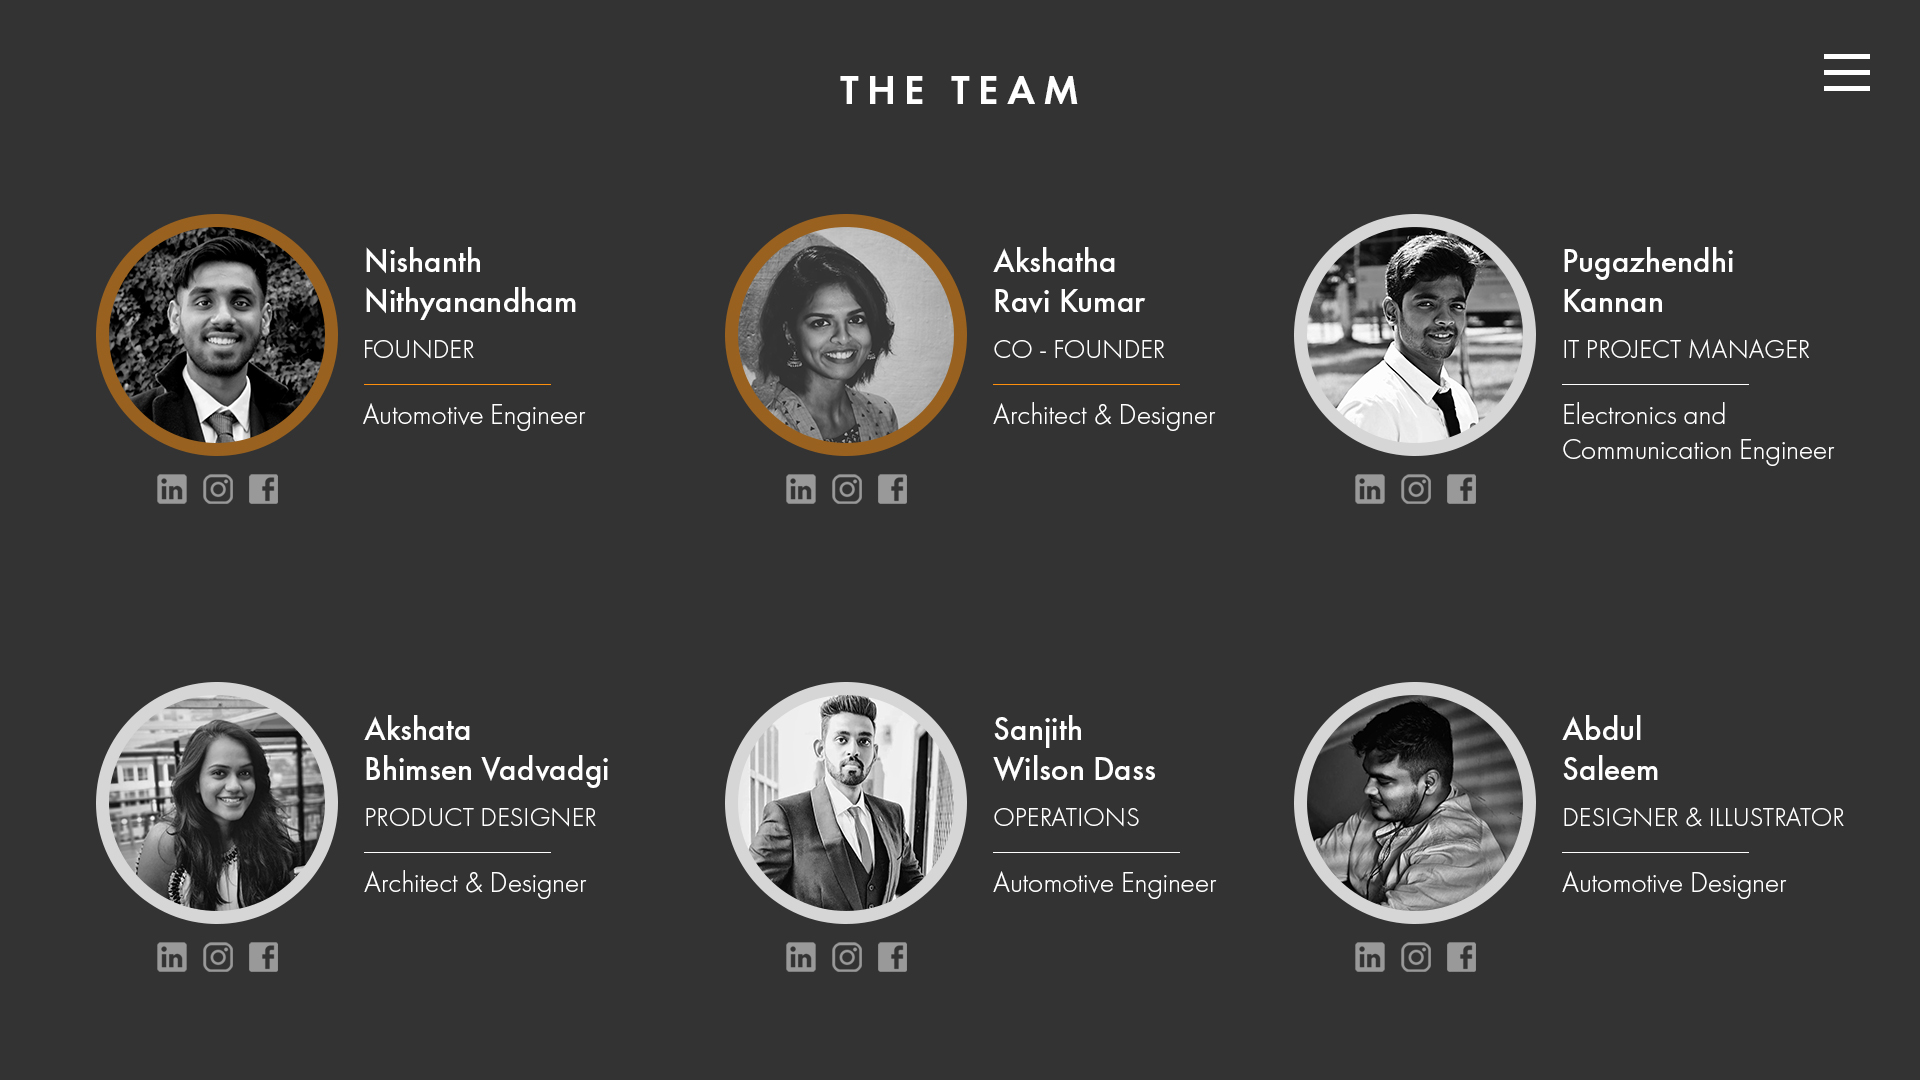 THE TEAM
Nishanth
Nithyanandham
FOUNDER
Automotive Engineer
Akshatha
Ravi Kumar
CO - FOUNDER
Architect & Designer
Pugazhendhi
Kannan
IT PROJECT MANAGER
Electronics and
Communication Engineer
Akshata
Bhimsen Vadvadgi
PRODUCT DESIGNER
Architect & Designer
Sanjith
Wilson Dass
OPERATIONS
Automotive Engineer
Abdul
Saleem
DESIGNER & ILLUSTRATOR
Automotive Designer